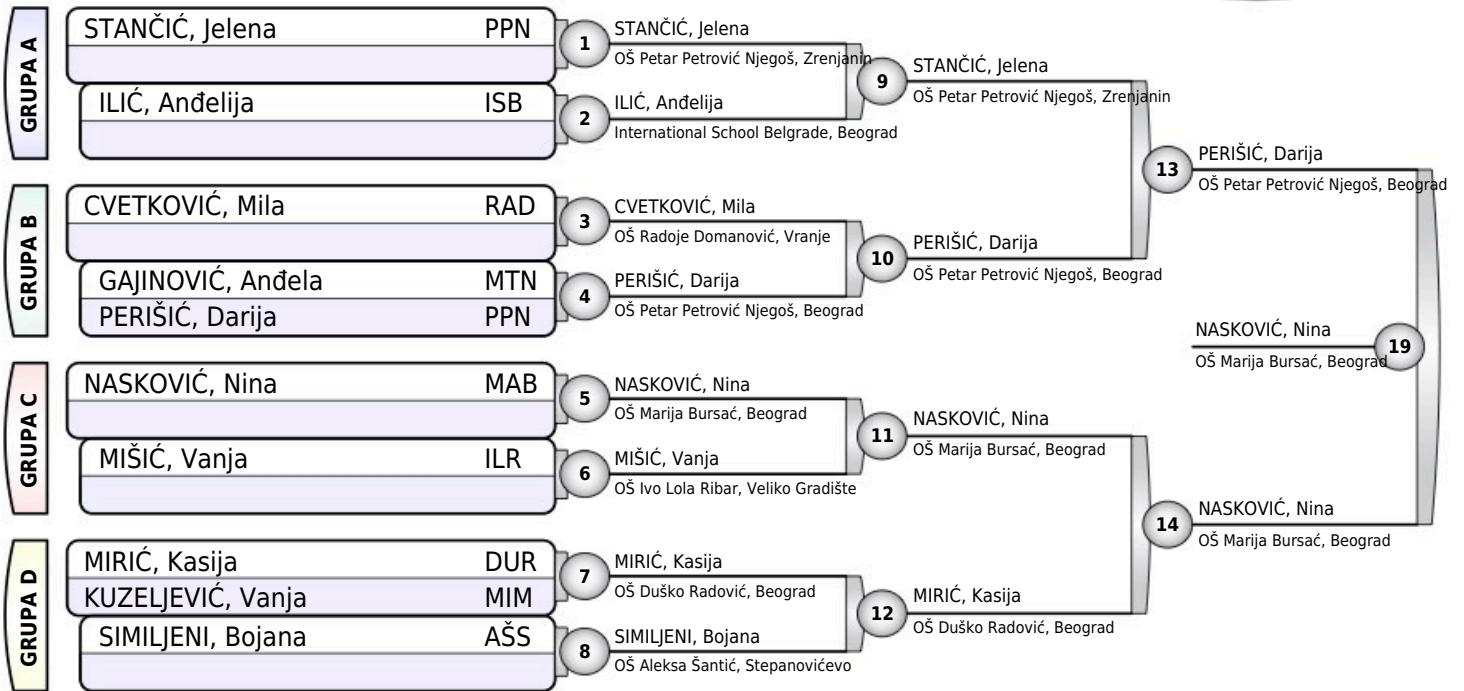 GRUPA A
STANČIĆ, Jelena PPN
ILIĆ, Anđelija ISB
GRUPA B
CVETKOVIĆ, Mila RAD
GAJINOVIĆ, Anđela MTN
PERIŠIĆ, Darija PPN
GRUPA C
NASKOVIĆ, Nina MAB
MIŠIĆ, Vanja ILR
GRUPA D
MIRIĆ, Kasija DUR
KUZELJEVIĆ, Vanja MIM
SIMILJENI, Bojana AŠS
1
STANČIĆ, Jelena
OŠ Petar Petrović Njegoš, Zrenjanin
2
ILIĆ, Anđelija
International School Belgrade, Beograd
3
CVETKOVIĆ, Mila
OŠ Radoje Domanović, Vranje
4
PERIŠIĆ, Darija
OŠ Petar Petrović Njegoš, Beograd
5
NASKOVIĆ, Nina
OŠ Marija Bursać, Beograd
6
MIŠIĆ, Vanja
OŠ Ivo Lola Ribar, Veliko Gradište
7
MIRIĆ, Kasija
OŠ Duško Radović, Beograd
8
SIMILJENI, Bojana
OŠ Aleksa Šantić, Stepanovićevo
9
STANČIĆ, Jelena
OŠ Petar Petrović Njegoš, Zrenjanin
10
PERIŠIĆ, Darija
OŠ Petar Petrović Njegoš, Beograd
11
NASKOVIĆ, Nina
OŠ Marija Bursać, Beograd
12
MIRIĆ, Kasija
OŠ Duško Radović, Beograd
13
PERIŠIĆ, Darija
OŠ Petar Petrović Njegoš, Beograd
14
NASKOVIĆ, Nina
OŠ Marija Bursać, Beograd
NASKOVIĆ, Nina
OŠ Marija Bursać, Beograd
19